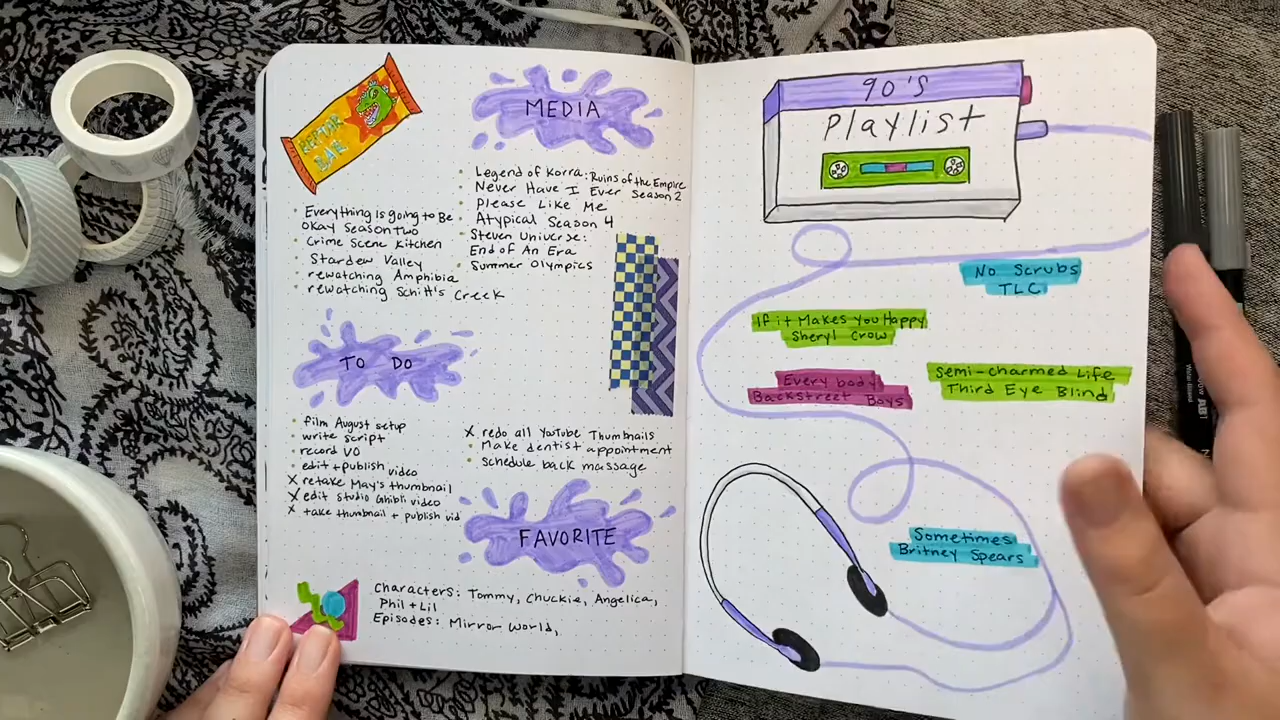 REPTAR
BAR
MEDIA
Everything is going to Be
okay Season Two
Crime Scene Kitchen
Stardew Valley
rewatching Amphibia
rewatching Schitt's Creek
Legend of Korra: Ruins of the Empire
Never Have I Ever Season 2
Please Like Me
Atypical Season 4
Steven Universe:
End of An Era
Summer Olympics
TO DO
film August setup
write script
record VO
edit + publish video
X retake May's thumbnail
X edit Studio Ghibli video
X take thumbnail + publish vid
X redo all YouTube Thumbnails
Make dentist appointment
schedule back massage
FAVORITE
Characters: Tommy, Chuckie, Angelica,
Phil + Lil
Episodes: Mirror World,
90's
Playlist
No Scrubs
TLC
If it Makes You Happy
Sheryl Crow
Semi-charmed Life
Third Eye Blind
Every body
Backstreet Boys
Sometimes
Britney Spears